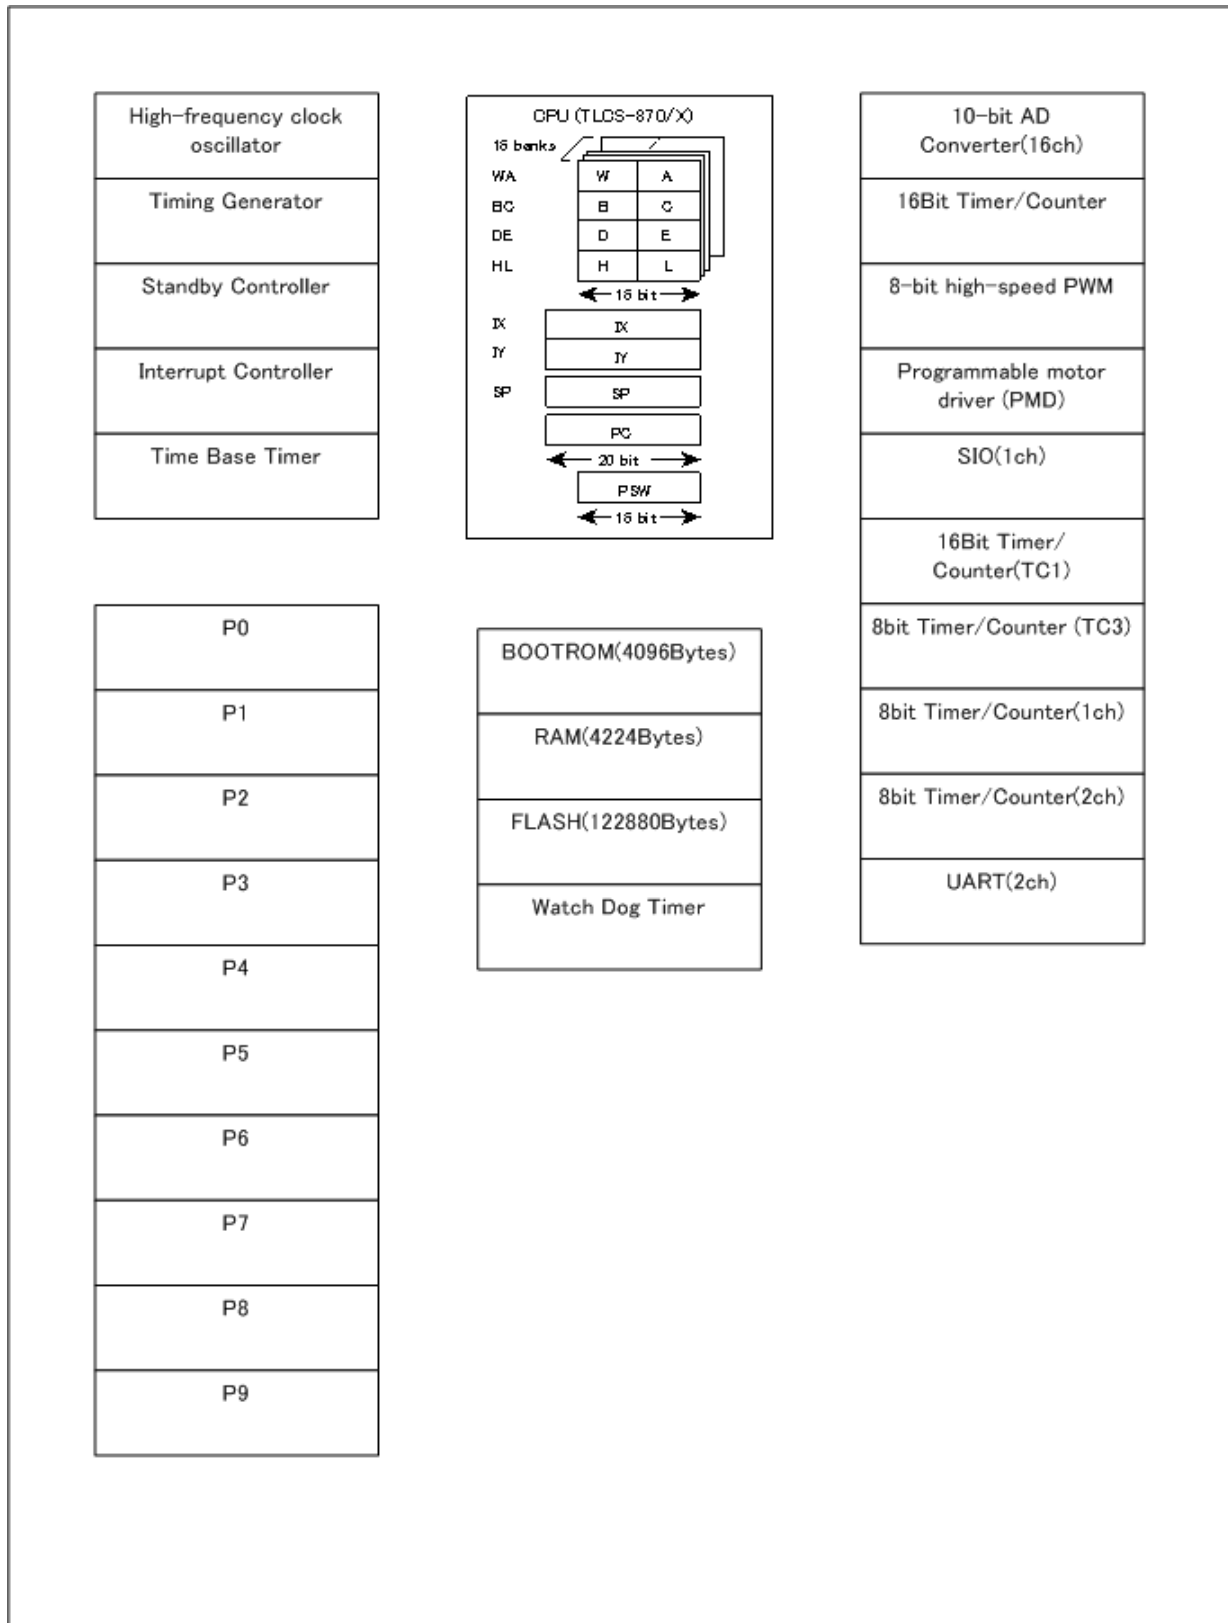 High-frequency clock
oscillator
Timing Generator
Standby Controller
Interrupt Controller
Time Base Timer
P0
P1
P2
P3
P4
P5
P6
P7
P8
P9
CPU (TLCS-870/X)
16 banks
WA W A
BC B C
DE D E
HL H L
16 bit
IX IX
IY IY
SP SP
PC
20 bit
PSW
16 bit
BOOTROM(4096Bytes)
RAM(4224Bytes)
FLASH(122880Bytes)
Watch Dog Timer
10-bit AD
Converter(16ch)
16Bit Timer/Counter
8-bit high-speed PWM
Programmable motor
driver (PMD)
SIO(1ch)
16Bit Timer/
Counter(TC1)
8bit Timer/Counter (TC3)
8bit Timer/Counter(1ch)
8bit Timer/Counter(2ch)
UART(2ch)